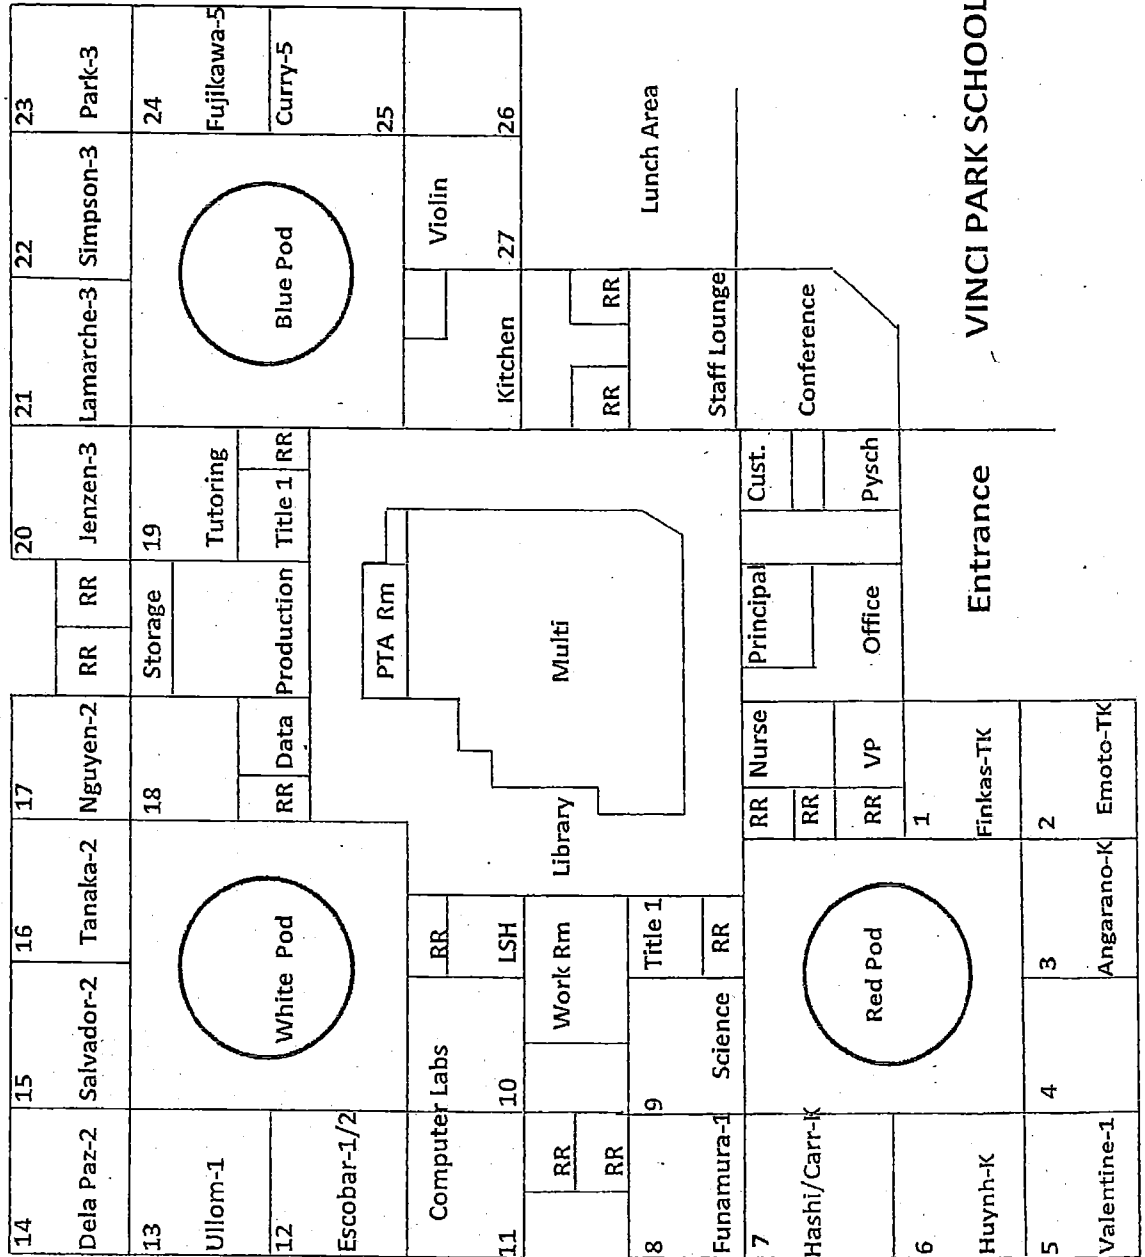 23
Park-3
24
Fujikawa-5
Curry-5
25
26
22
Simpson-3
Blue Pod
Violin
27
Lunch Area
21
Lamarche-3
Kitchen
RR
RR
Staff Lounge
Conference
VINCI PARK SCHOOL
20
Jenzen-3
19
Tutoring
Title 1
RR
Cust.
Pysch
Entrance
RR
RR
Storage
Production
PTA Rm
Multi
Principal
Office
17
Nguyen-2
18
RR
Data
Library
Nurse
RR
RR
RR
VP
1
Finkas-TK
2
Emoto-TK
16
Tanaka-2
White Pod
RR
LSH
Work Rm
Title 1
RR
Red Pod
3
Angarano-K
15
Salvador-2
Computer Labs
10
9
Science
4
14
Dela Paz-2
13
Ullom-1
12
Escobar-1/2
11
RR
RR
8
Funamura-1
7
Hashi/Carr-K
6
Huynh-K
5
Valentine-1